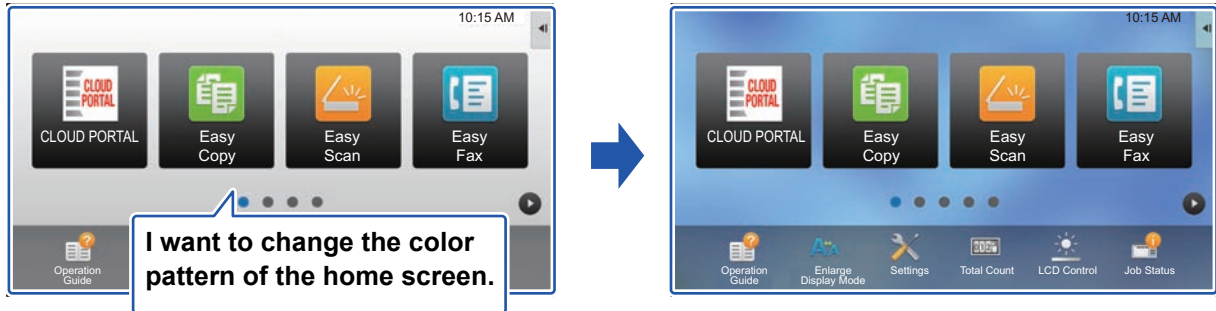 10:15 AM
CLOUD
PORTAL
CLOUD PORTAL
Easy
Copy
Easy
Scan
Easy
Fax
I want to change the color
pattern of the home screen.
Operation
Guide
10:15 AM
CLOUD
PORTAL
CLOUD PORTAL
Easy
Copy
Easy
Scan
Easy
Fax
Operation
Guide
Enlarge
Display Mode
Settings
Total Count
LCD Control
Job Status